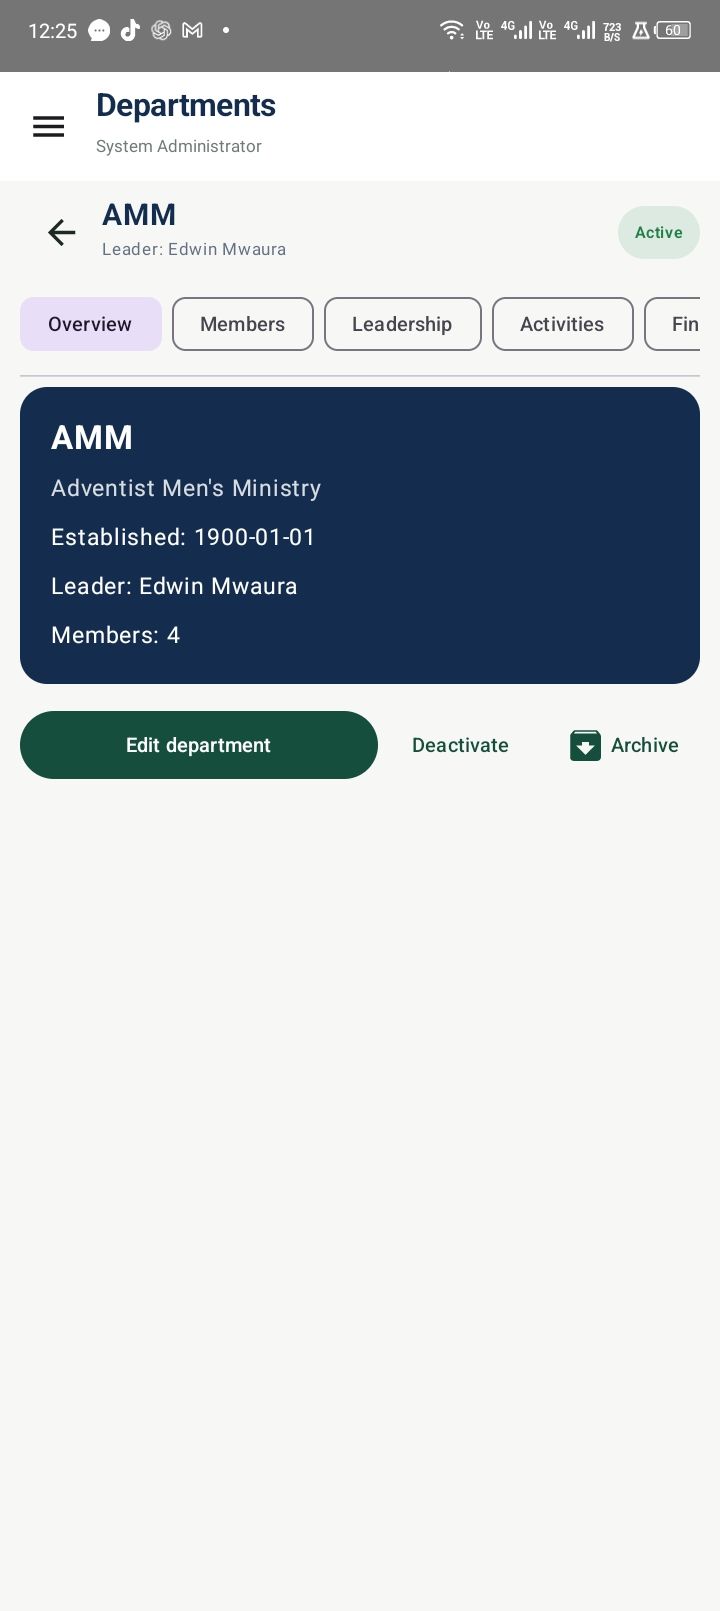 12:25
Vo LTE 4G Vo LTE 4G 723 B/S 60
Departments
System Administrator
AMM
Leader: Edwin Mwaura
Active
Overview Members Leadership Activities Fin
AMM
Adventist Men's Ministry
Established: 1900-01-01
Leader: Edwin Mwaura
Members: 4
Edit department Deactivate Archive